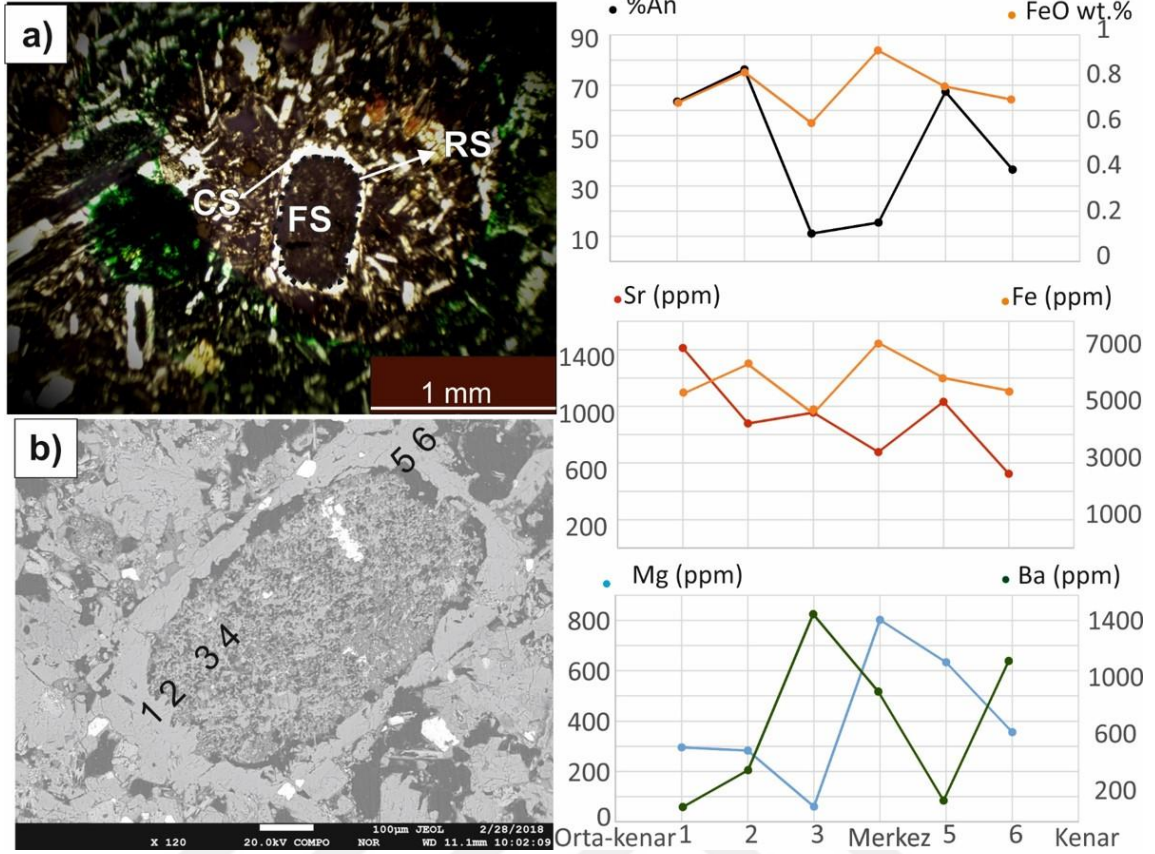 a)
CS
FS
RS
1 mm
b)
1 2
3 4
5 6
100μm JEOL 2/28/2018
X 120 20.0kV COMPO NOR WD 11.1mm 10:02:09
%An
FeO wt.%
90
70
50
30
10
1
0.8
0.6
0.4
0.2
0
Sr (ppm)
Fe (ppm)
1400
1000
600
200
7000
5000
3000
1000
Mg (ppm)
Ba (ppm)
800
600
400
200
0
1400
1000
600
200
Orta-kenar 1 2 3 Merkez 5 6 Kenar